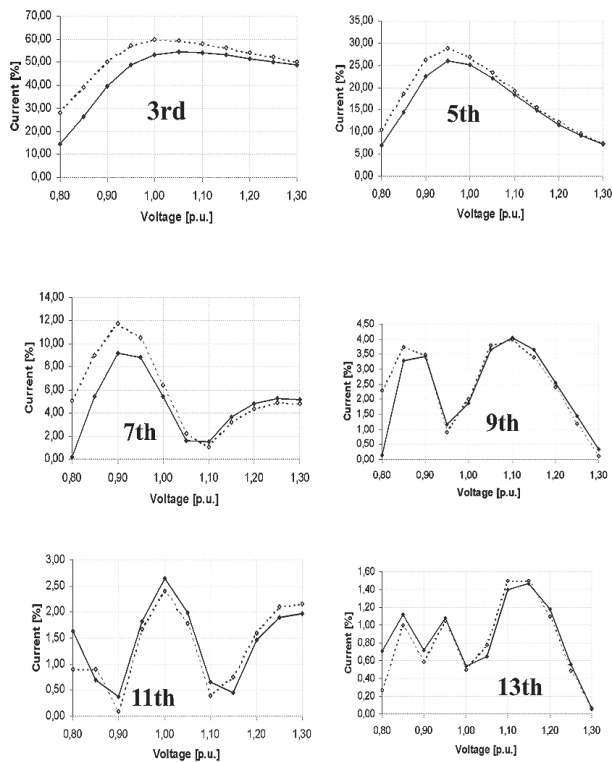 70,00
60,00
50,00
40,00
30,00
20,00
10,00
0,00
Current [%]
3rd
0,80 0,90 1,00 1,10 1,20 1,30
Voltage [p.u.]
35,00
30,00
25,00
20,00
15,00
10,00
5,00
0,00
Current [%]
5th
0,80 0,90 1,00 1,10 1,20 1,30
Voltage [p.u.]
14,00
12,00
10,00
8,00
6,00
4,00
2,00
0,00
Current [%]
7th
0,80 0,90 1,00 1,10 1,20 1,30
Voltage [p.u.]
4,50
4,00
3,50
3,00
2,50
2,00
1,50
1,00
0,50
0,00
Current [%]
9th
0,80 0,90 1,00 1,10 1,20 1,30
Voltage [p.u.]
3,00
2,50
2,00
1,50
1,00
0,50
0,00
Current [%]
11th
0,80 0,90 1,00 1,10 1,20 1,30
Voltage [p.u.]
1,60
1,40
1,20
1,00
0,80
0,60
0,40
0,20
0,00
Current [%]
13th
0,80 0,90 1,00 1,10 1,20 1,30
Voltage [p.u.]